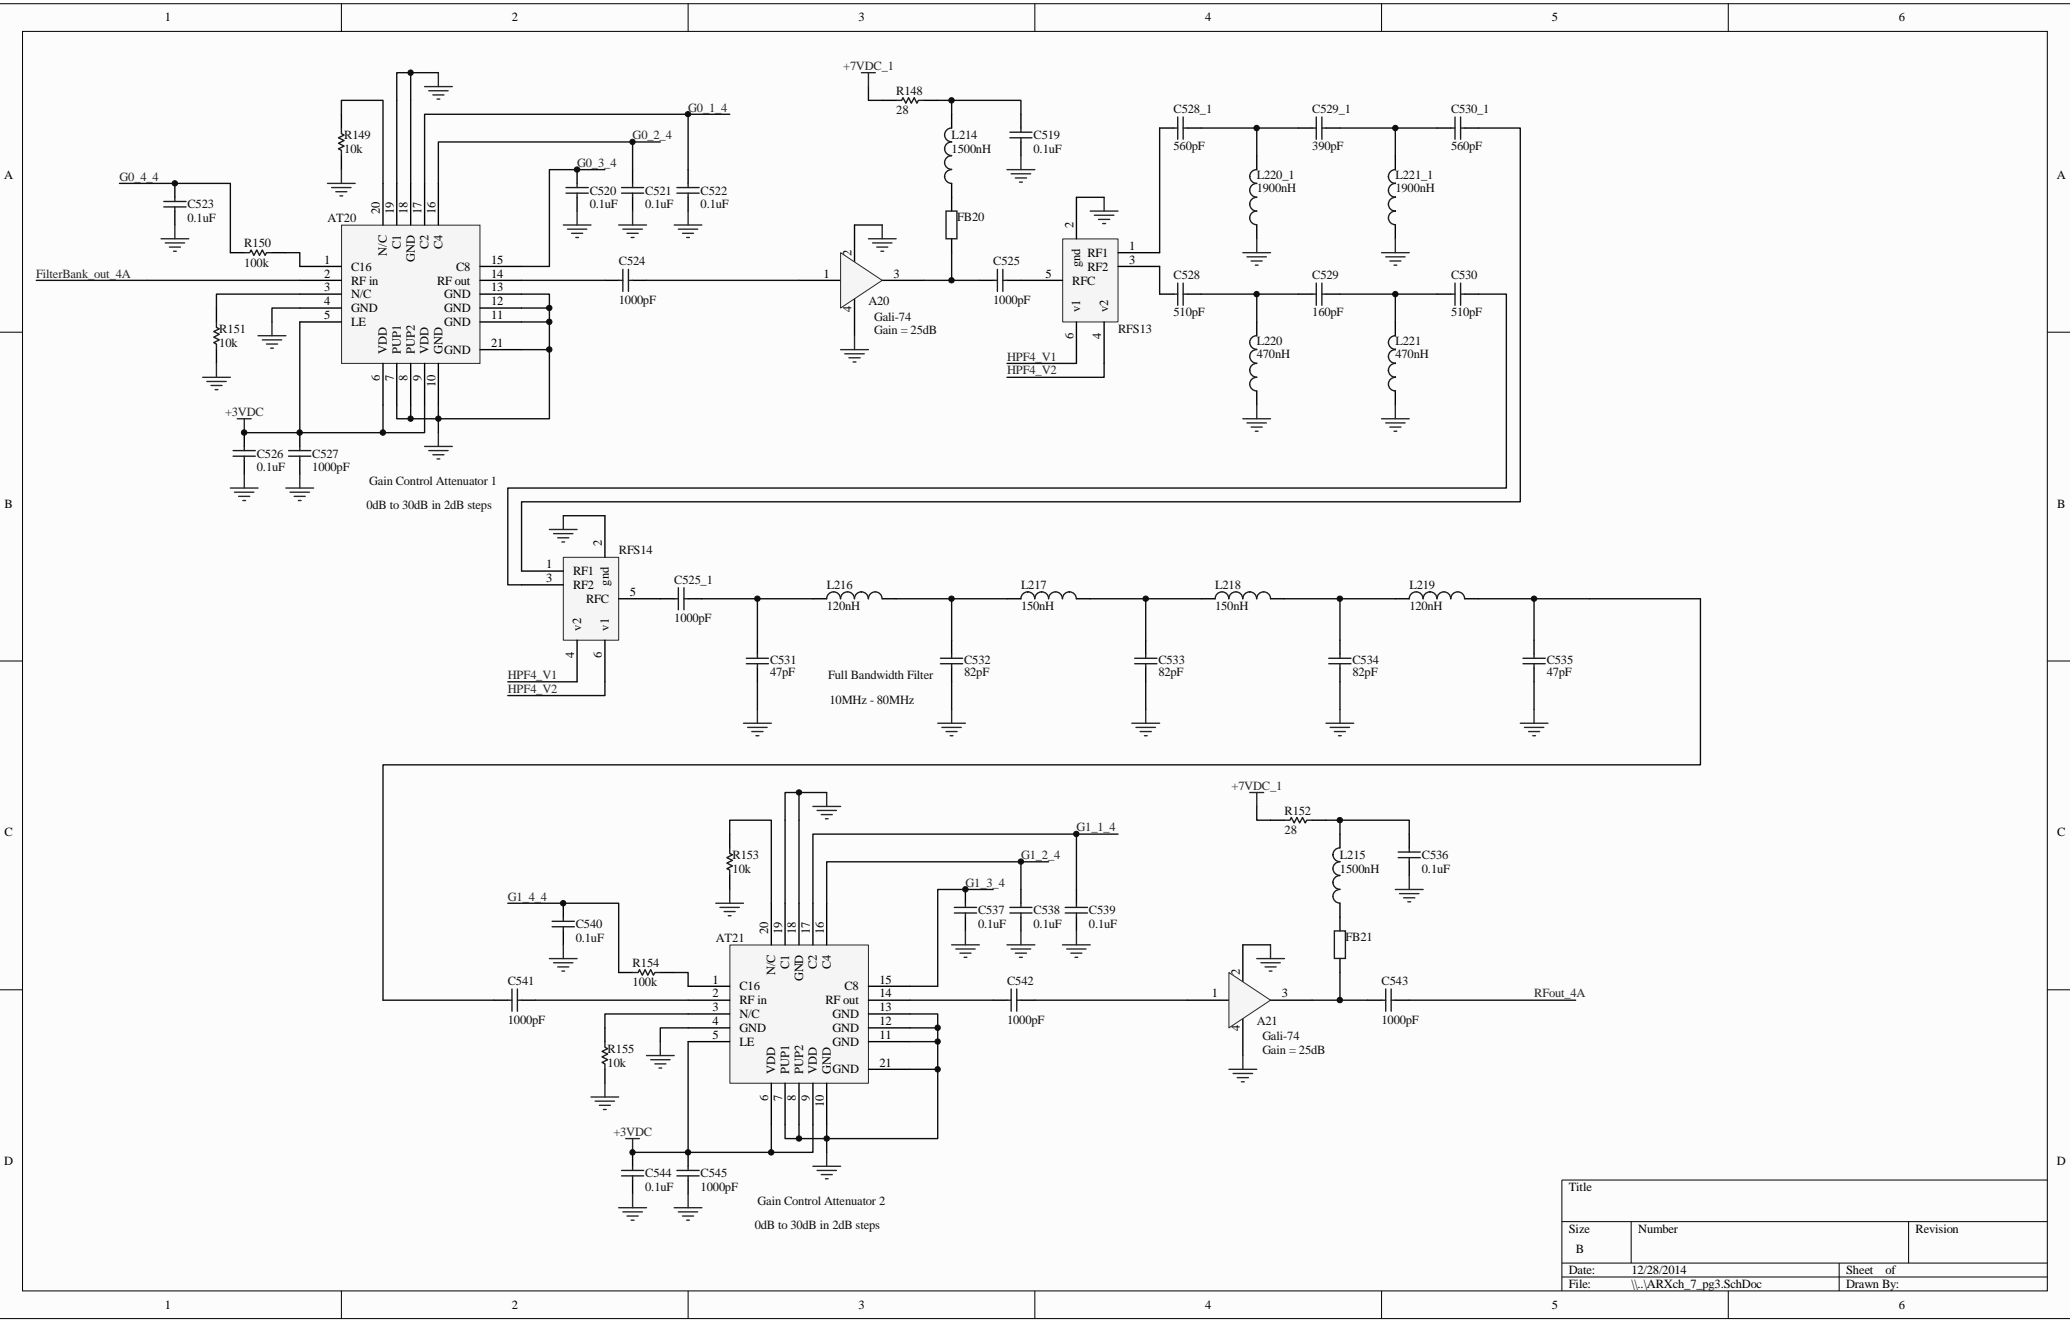 1 2 3 4 5 6
A
B
C
D
A
B
C
D
+7VDC_1
R148
28
L214
1500nH
C519
0.1uF
FB20
G0_1_4
G0_2_4
G0_3_4
R149
10k
C520
0.1uF
C521
0.1uF
C522
0.1uF
G0_4_4
C523
0.1uF
R150
100k
FilterBank_out_4A
R151
10k
AT20
20 19 18 17 16
N/C C1 GND C2 C4
1 C16 C8 15
2 RF in RF out 14
3 N/C GND 13
4 GND GND 12
5 LE GND 11
GND 21
VDD PUP1 PUP2 VDD GND
6 7 8 9 10
+3VDC
C526
0.1uF
C527
1000pF
Gain Control Attenuator 1
0dB to 30dB in 2dB steps
C524
1000pF
1 2 3 4
A20
Gali-74
Gain = 25dB
C525
1000pF
2
gnd RF1 1
RF2 3
5 RFC
v1 v2
6 4
RFS13
HPF4_V1
HPF4_V2
C528_1
560pF
C529_1
390pF
C530_1
560pF
L220_1
1900nH
L221_1
1900nH
C528
510pF
C529
160pF
C530
510pF
L220
470nH
L221
470nH
RFS14
2
1 RF1 gnd
3 RF2
RFC 5
v2 v1
4 6
HPF4_V1
HPF4_V2
C525_1
1000pF
L216
120nH
L217
150nH
L218
150nH
L219
120nH
C531
47pF
C532
82pF
C533
82pF
C534
82pF
C535
47pF
Full Bandwidth Filter
10MHz - 80MHz
+7VDC_1
R152
28
L215
1500nH
C536
0.1uF
FB21
G1_1_4
G1_2_4
G1_3_4
R153
10k
C537
0.1uF
C538
0.1uF
C539
0.1uF
G1_4_4
C540
0.1uF
R154
100k
C541
1000pF
R155
10k
AT21
20 19 18 17 16
N/C C1 GND C2 C4
1 C16 C8 15
2 RF in RF out 14
3 N/C GND 13
4 GND GND 12
5 LE GND 11
GND 21
VDD PUP1 PUP2 VDD GND
6 7 8 9 10
+3VDC
C544
0.1uF
C545
1000pF
Gain Control Attenuator 2
0dB to 30dB in 2dB steps
C542
1000pF
1 2 3 4
A21
Gali-74
Gain = 25dB
C543
1000pF
RFout_4A
Title
Size Number Revision
B
Date: 12/28/2014 Sheet of
File: \\..\ARXch_7_pg3.SchDoc Drawn By:
1 2 3 4 5 6